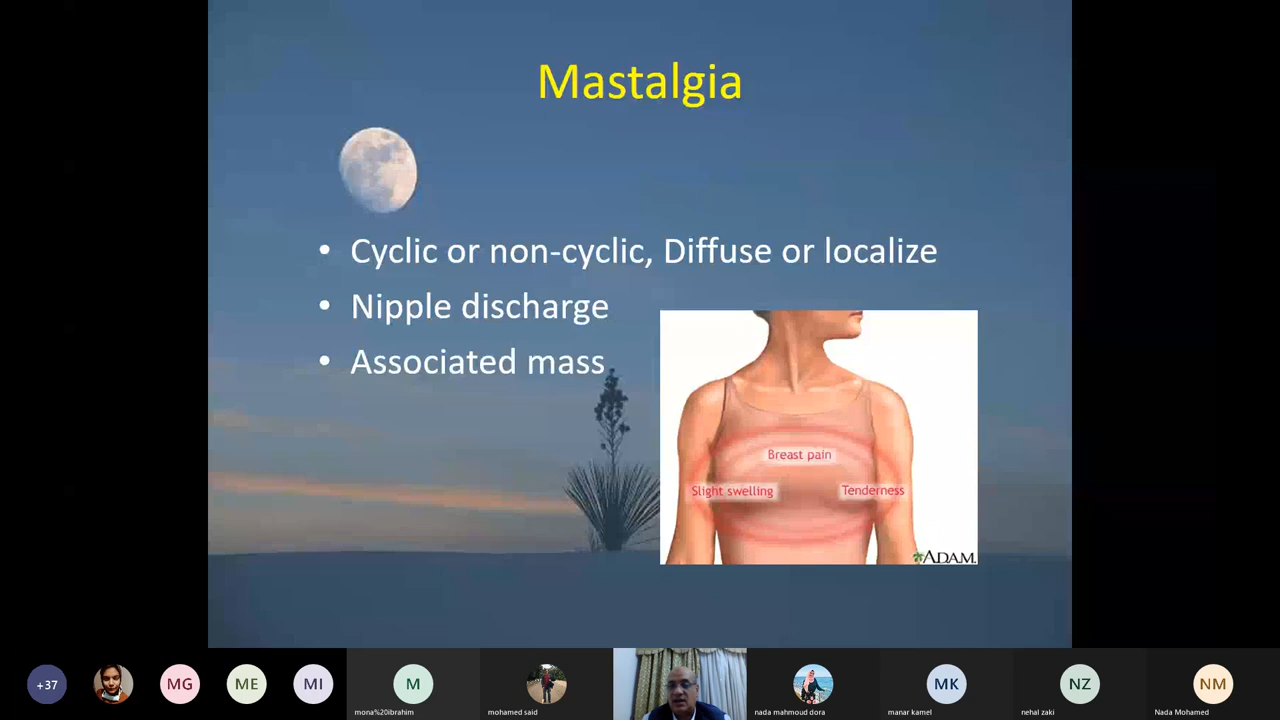 Mastalgia
• Cyclic or non-cyclic, Diffuse or localize
• Nipple discharge
• Associated mass
Breast pain
Slight swelling
Tenderness
ADAM.
+37
MG
ME
MI
M
MK
NZ
NM
mona%20ibrahim
mohamed said
nada mahmoud dora
manar kamel
nehal zaki
Nada Mohamed